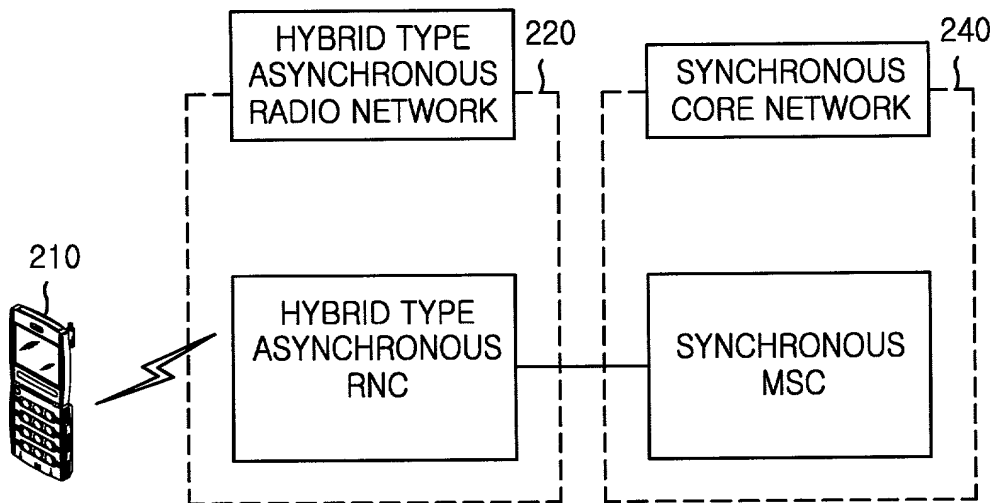 HYBRID TYPE
ASYNCHRONOUS
RADIO NETWORK
220
SYNCHRONOUS
CORE NETWORK
240
210
HYBRID TYPE
ASYNCHRONOUS
RNC
SYNCHRONOUS
MSC